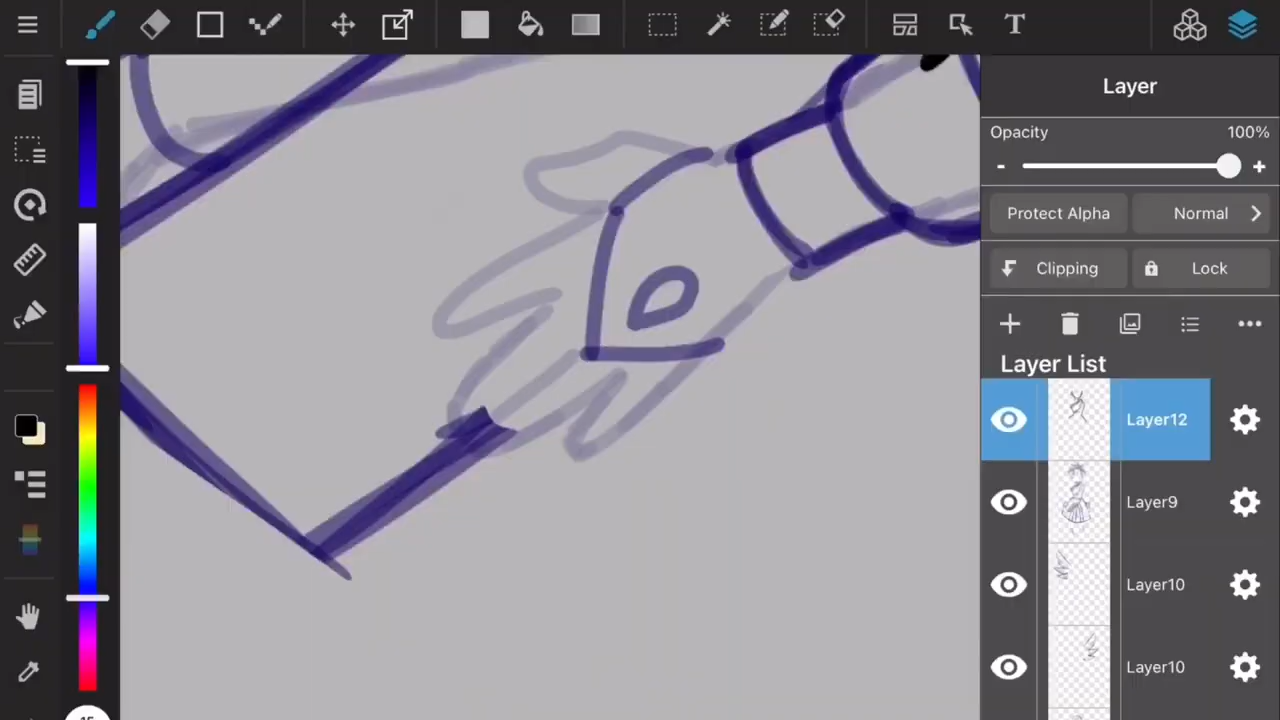 T
Layer
Opacity 100%
- +
Protect Alpha Normal
Clipping Lock
Layer List
Layer12
Layer9
Layer10
Layer10